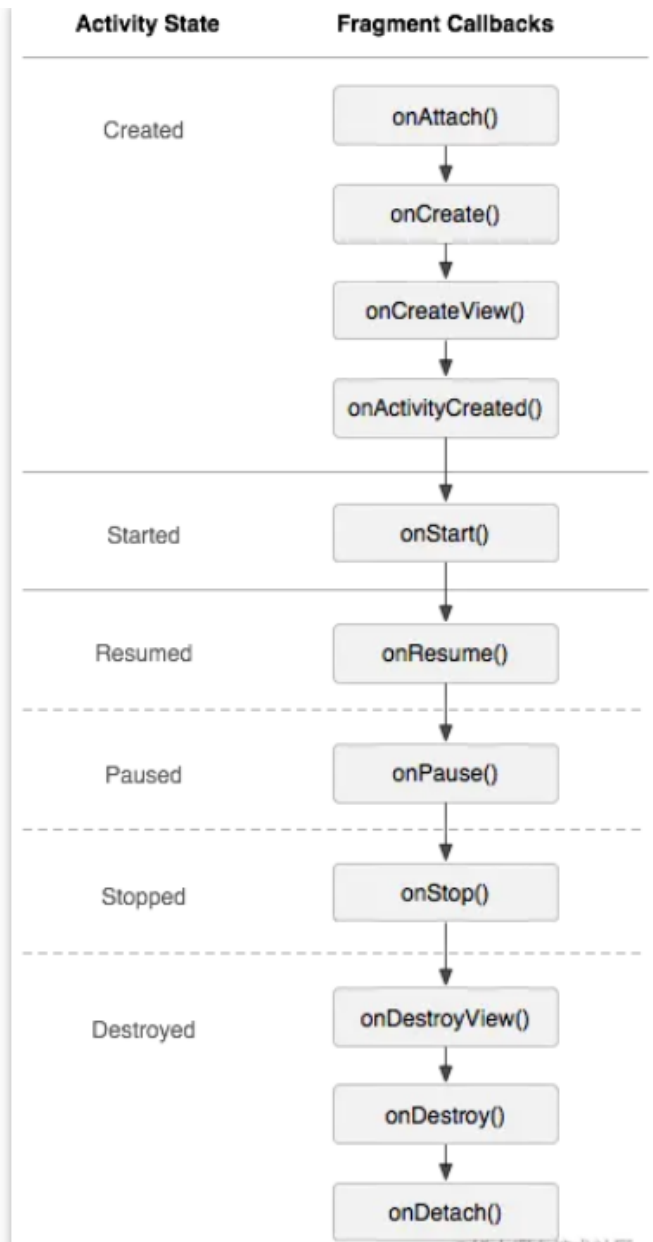 Activity State Fragment Callbacks
Created
onAttach()
onCreate()
onCreateView()
onActivityCreated()
Started
onStart()
Resumed
onResume()
Paused
onPause()
Stopped
onStop()
Destroyed
onDestroyView()
onDestroy()
onDetach()